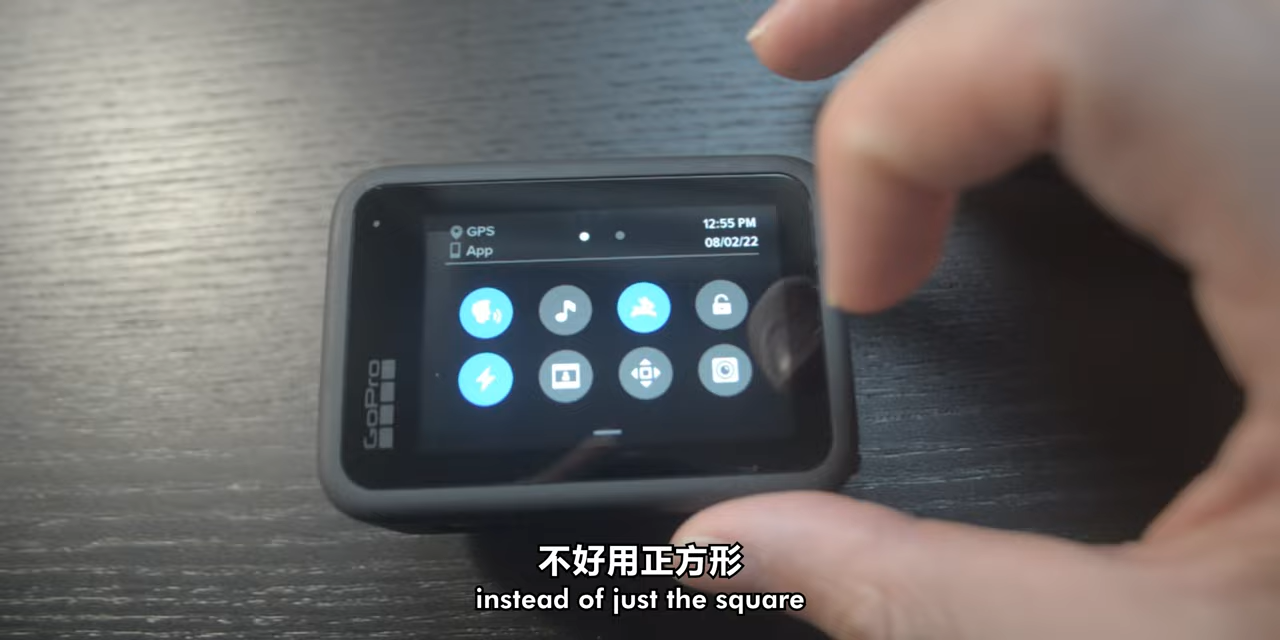 GPS
12:55 PM
App
08/02/22
GoPro
不好用正方形
instead of just the square